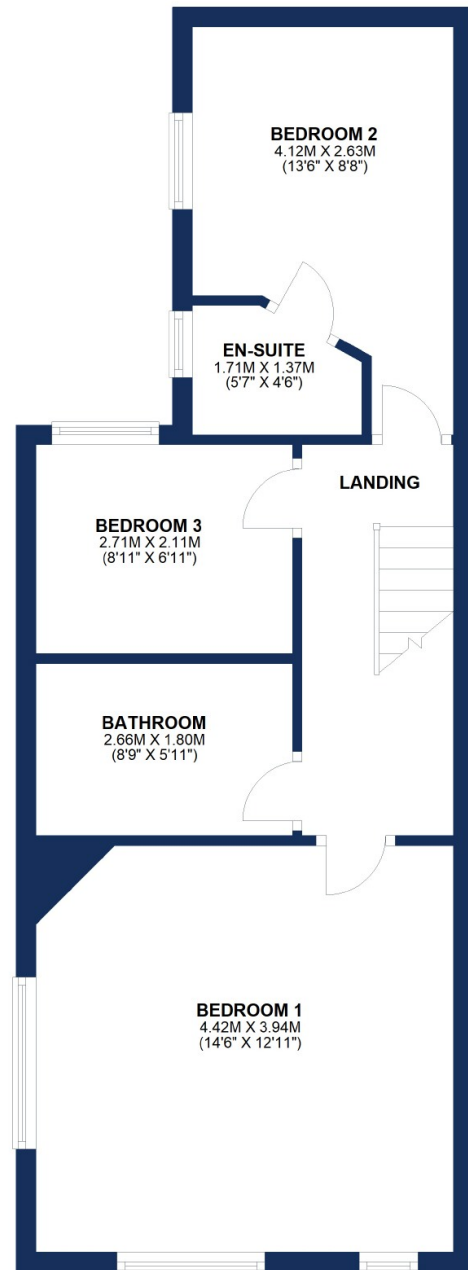 BEDROOM 2
4.12M X 2.63M
(13'6" X 8'8")
EN-SUITE
1.71M X 1.37M
(5'7" X 4'6")
LANDING
BEDROOM 3
2.71M X 2.11M
(8'11" X 6'11")
BATHROOM
2.66M X 1.80M
(8'9" X 5'11")
BEDROOM 1
4.42M X 3.94M
(14'6" X 12'11")